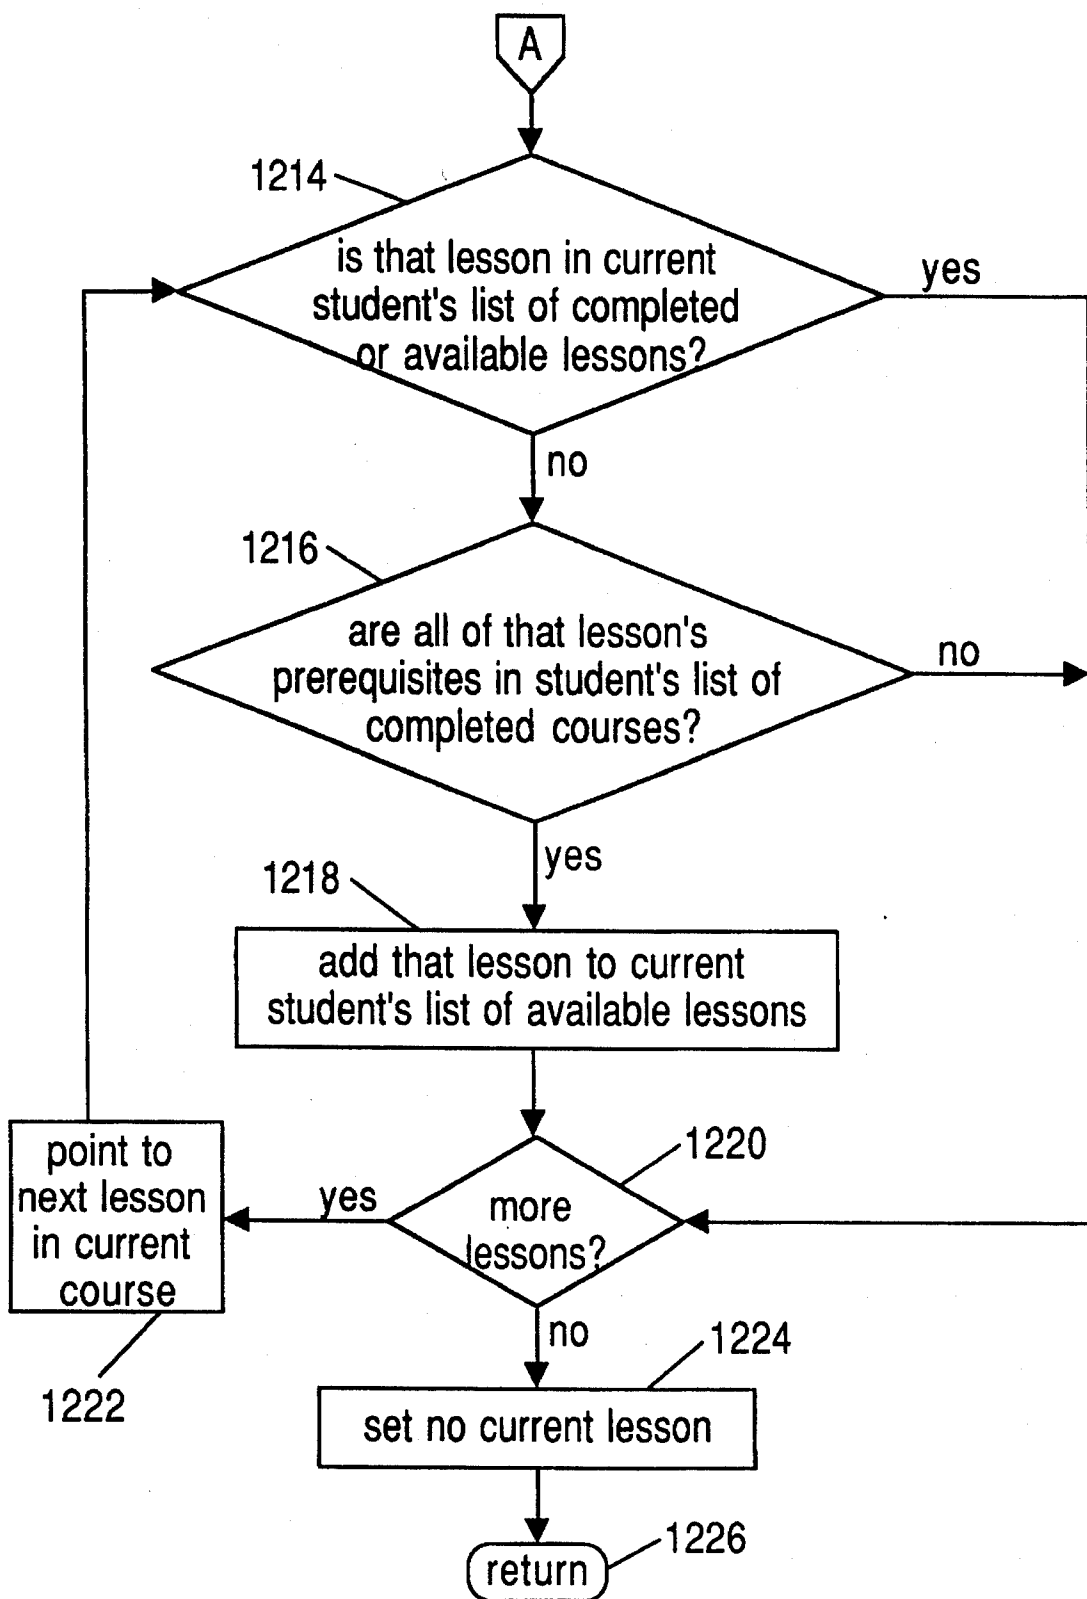 A
1214
is that lesson in current
student's list of completed
or available lessons?
yes
no
1216
are all of that lesson's
prerequisites in student's list of
completed courses?
no
yes
1218
add that lesson to current
student's list of available lessons
1220
more
lessons?
yes
point to
next lesson
in current
course
1222
no
1224
set no current lesson
1226
return